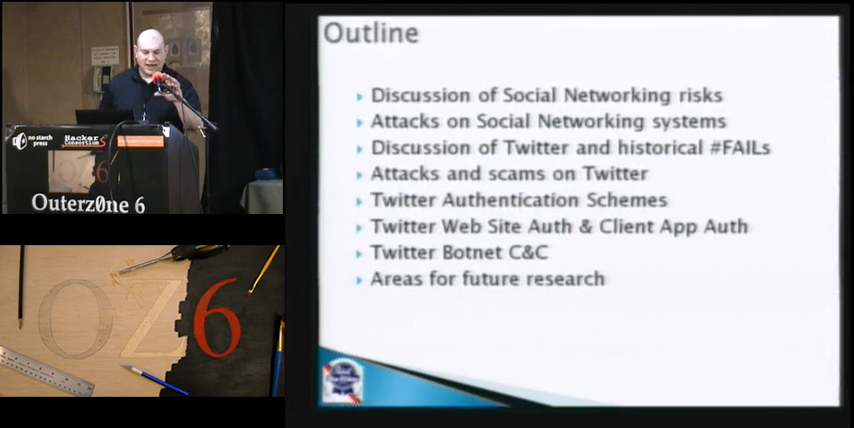 no starch
press
Hacker
Consortium
Outerz0ne 6
OZ6
Outline
Discussion of Social Networking risks
Attacks on Social Networking systems
Discussion of Twitter and historical #FAILs
Attacks and scams on Twitter
Twitter Authentication Schemes
Twitter Web Site Auth & Client App Auth
Twitter Botnet C&C
Areas for future research